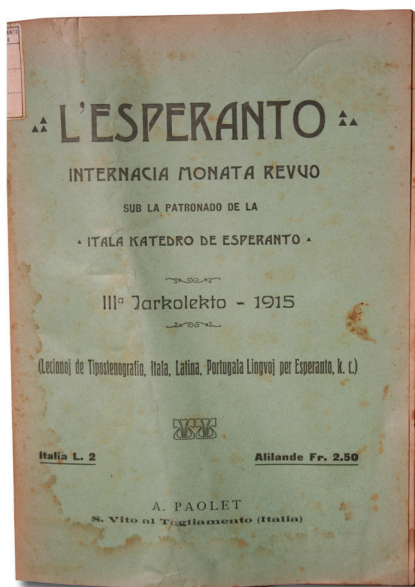 L'ESPERANTO
INTERNACIA MONATA REVUO
SUB LA PATRONADO DE LA
ITALA KATEDRO DE ESPERANTO
IIIª Jarkolekto - 1915
(Lecionoj de Tipostenografio, Itala, Latina, Portugala Lingvoj per Esperanto, k. c.)
Italia L. 2
Alilande Fr. 2.50
A. PAOLET
S. Vito al Tagliamento (Italia)